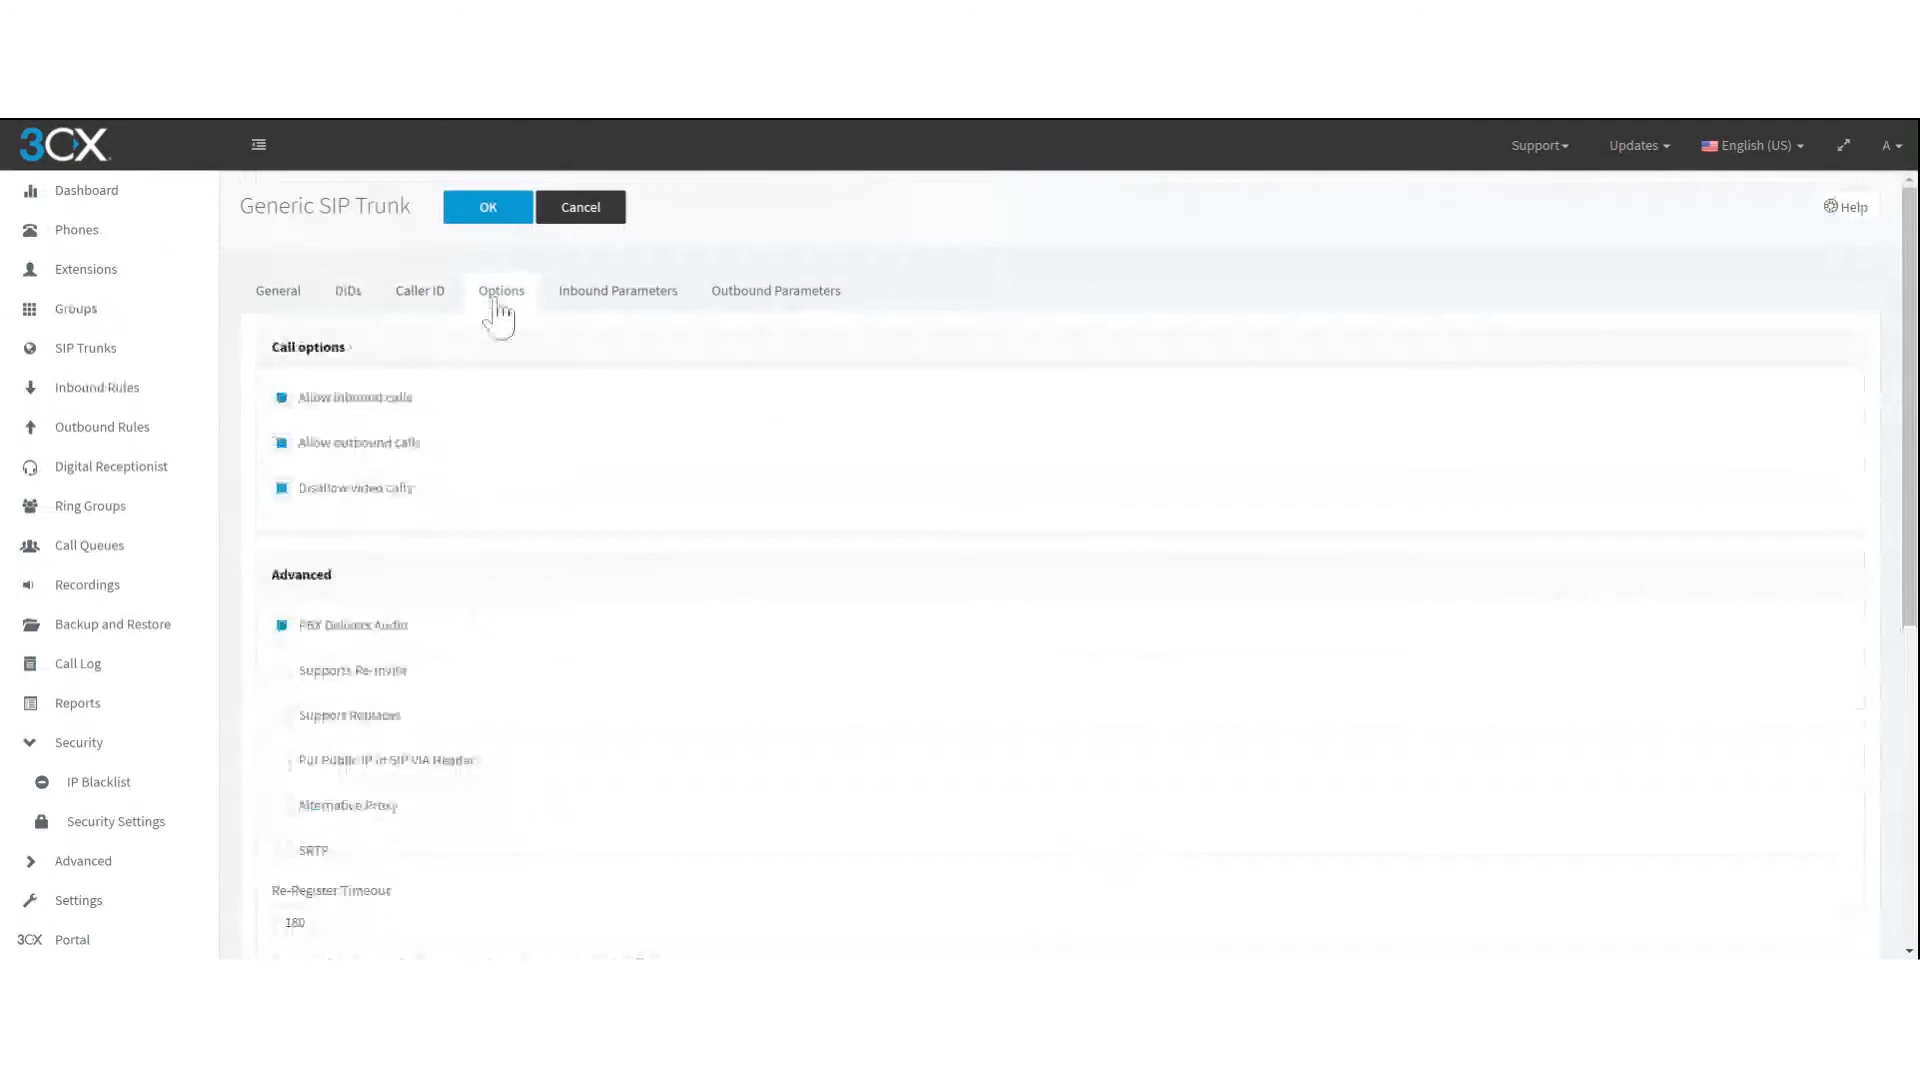 3CX
Support
Updates
English (US)
A
Dashboard
Phones
Extensions
Groups
SIP Trunks
Inbound Rules
Outbound Rules
Digital Receptionist
Ring Groups
Call Queues
Recordings
Backup and Restore
Call Log
Reports
Security
IP Blacklist
Security Settings
Advanced
Settings
3CX Portal
Generic SIP Trunk
OK
Cancel
Help
General
DIDs
Caller ID
Options
Inbound Parameters
Outbound Parameters
Call options
Allow inbound calls
Allow outbound calls
Disallow video calls
Advanced
PBX Delivers Audio
Supports Re-Invite
Support Replaces
Put Public IP in SIP VIA Header
Alternative Proxy
SRTP
Re-Register Timeout
180